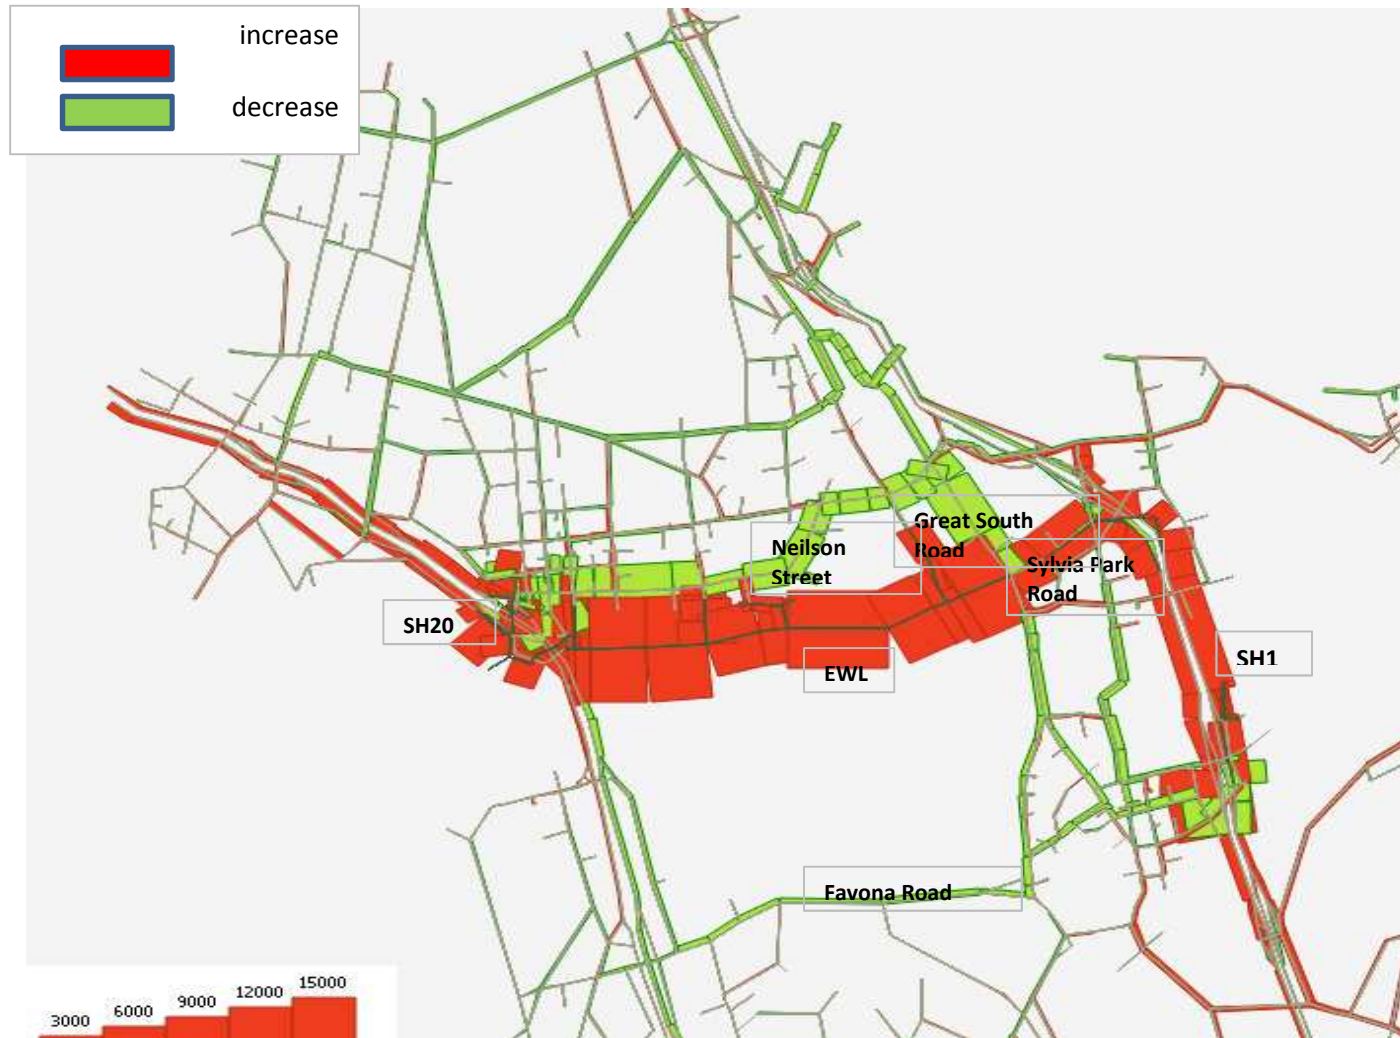 increase
decrease
Great South
Road
Neilson
Street
Sylvia Park
Road
SH20
SH1
EWL
Favona Road
3000 6000 9000 12000 15000